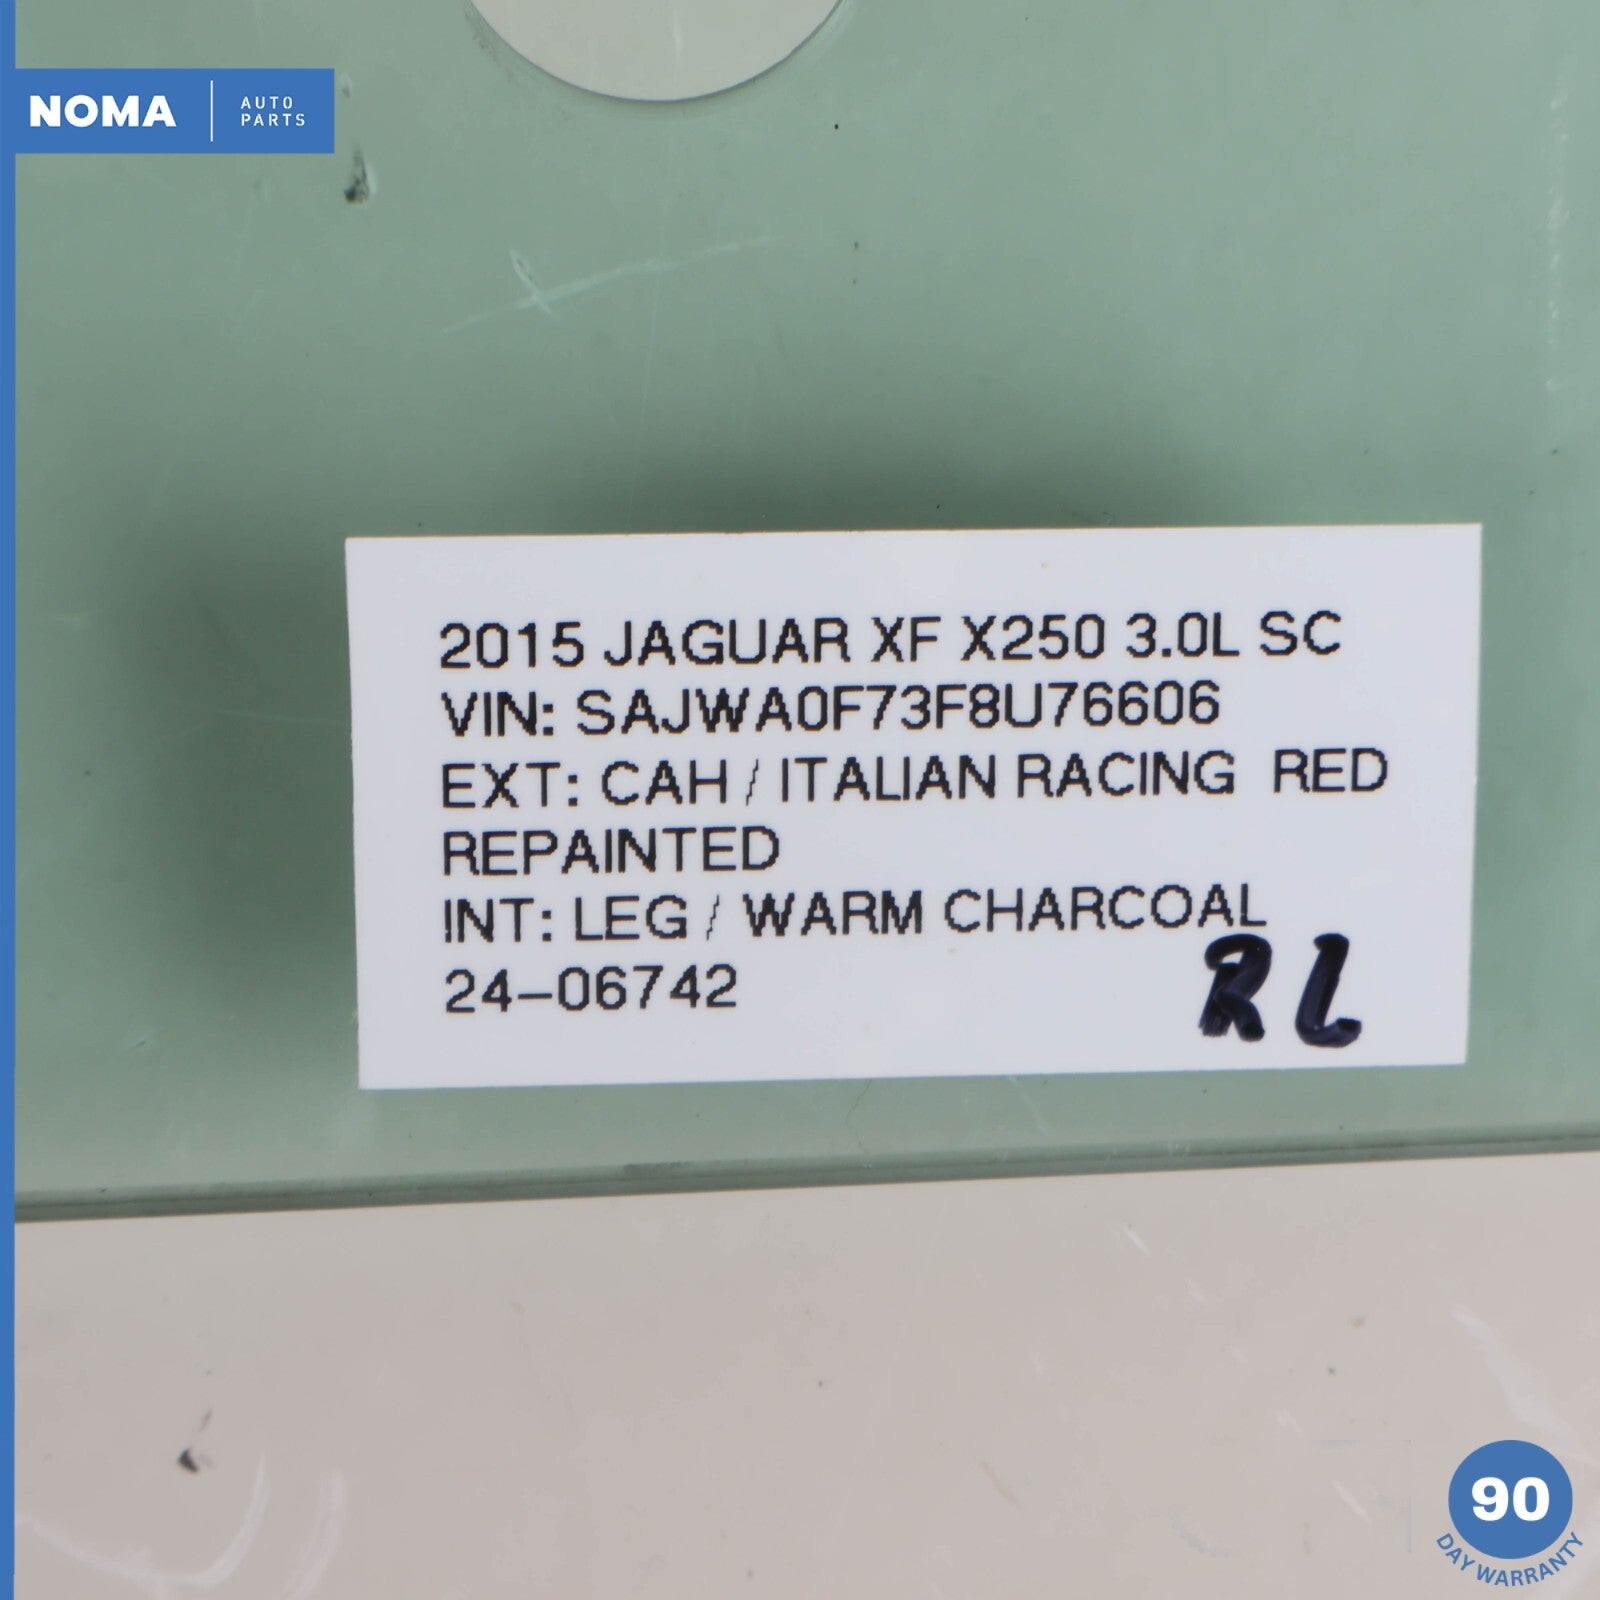 NOMA
AUTO
PARTS
2015 JAGUAR XF X250 3.0L SC
VIN: SAJWA0F73F8U76606
EXT: CAH / ITALIAN RACING  RED
REPAINTED
INT: LEG / WARM CHARCOAL
24-06742
RL
90
DAY WARRANTY